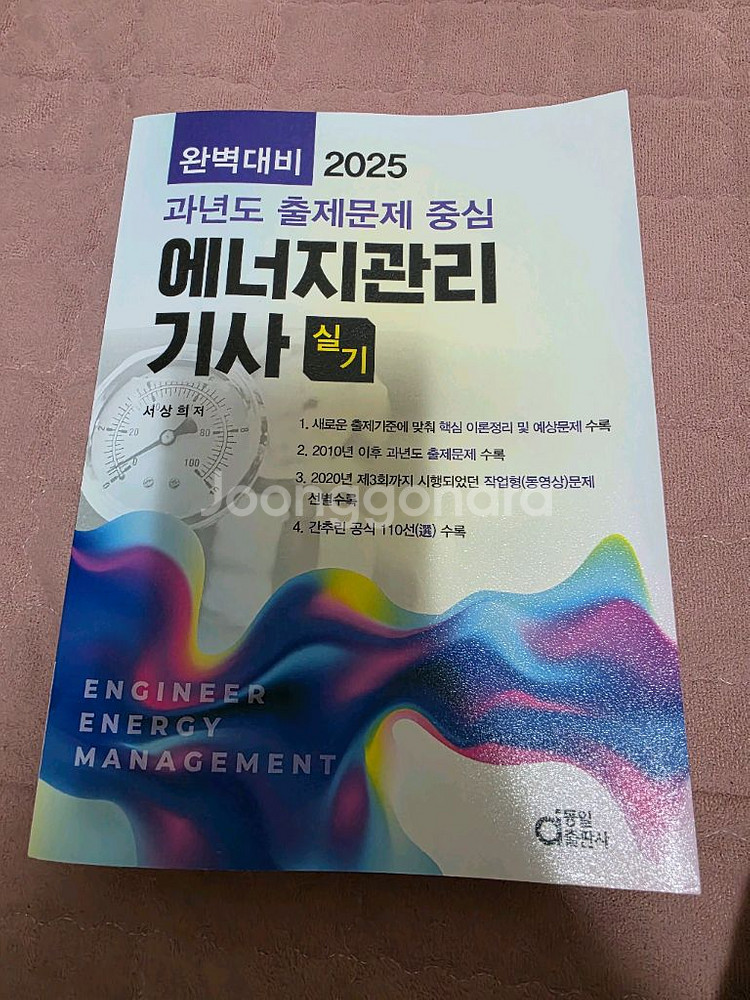 완벽대비 2025
과년도 출제문제 중심
에너지관리
기사 실기
서상희 저
1. 새로운 출제기준에 맞춰 핵심 이론정리 및 예상문제 수록
2. 2010년 이후 과년도 출제문제 수록
3. 2020년 제3회까지 시행되었던 작업형(동영상)문제
선별수록
4. 간추린 공식 110선(選) 수록
Joonggonara
20
80
100
0
ENGINEER
ENERGY
MANAGEMENT
동일
출판사